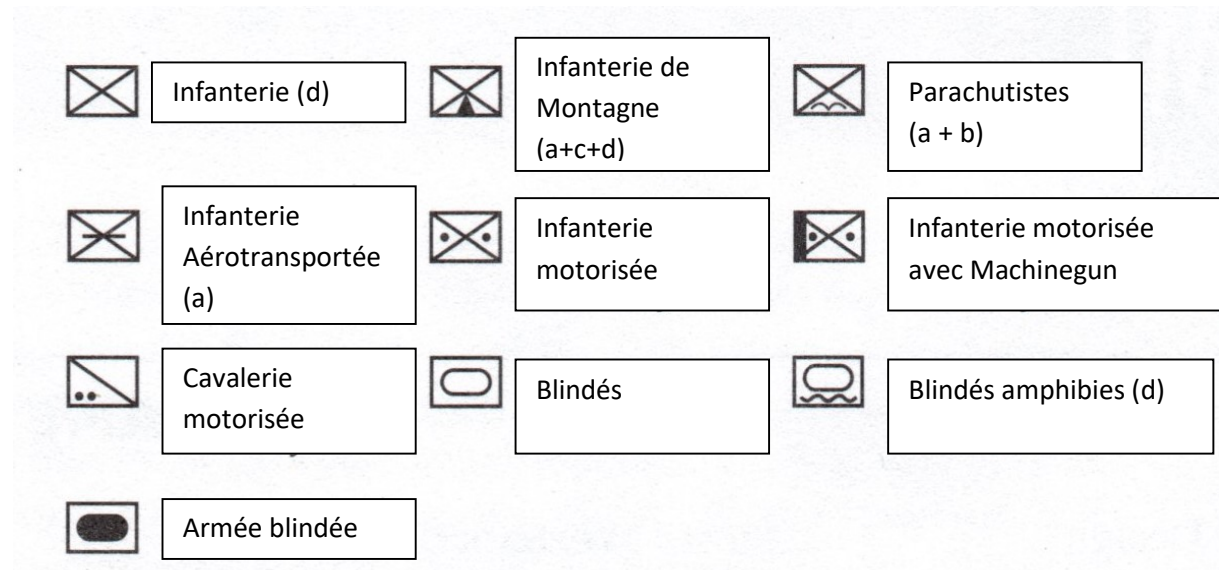 Infanterie (d)
Infanterie de
Montagne
(a+c+d)
Parachutistes
(a + b)
Infanterie
Aérotransportée
(a)
Infanterie
motorisée
Infanterie motorisée
avec Machinegun
Cavalerie
motorisée
Blindés
Blindés amphibies (d)
Armée blindée